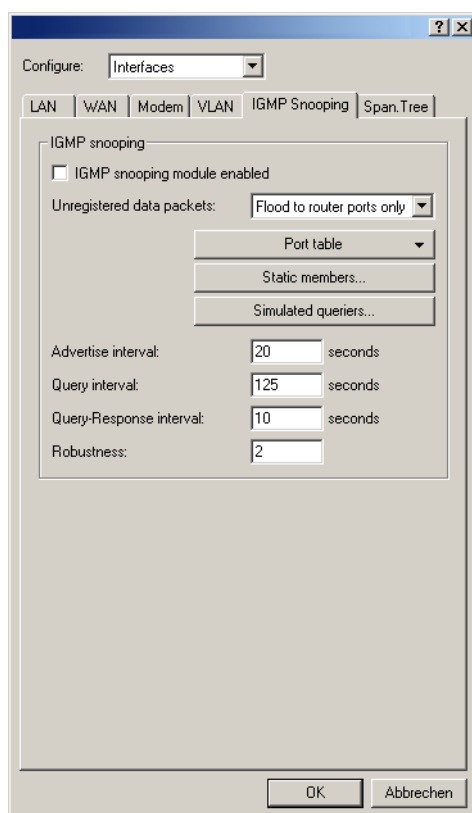 Configure: Interfaces
LAN WAN Modem VLAN IGMP Snooping Span.Tree
IGMP snooping
IGMP snooping module enabled
Unregistered data packets: Flood to router ports only
Port table
Static members...
Simulated queriers...
Advertise interval: 20 seconds
Query interval: 125 seconds
Query-Response interval: 10 seconds
Robustness: 2
OK Abbrechen